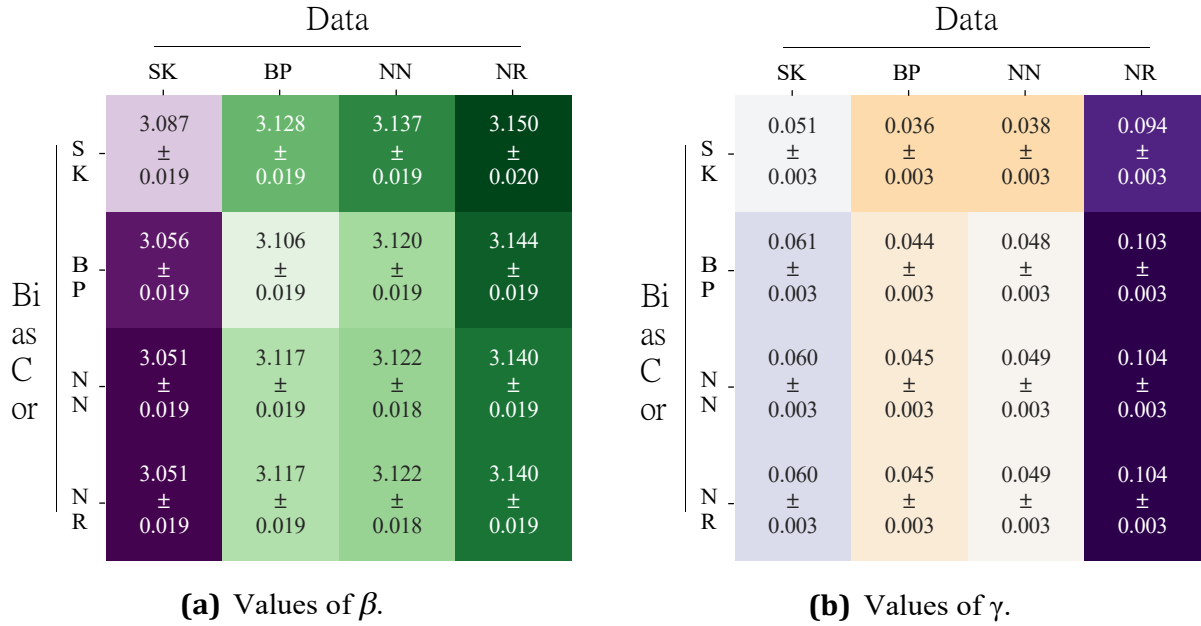 Data
SK BP NN NR
S
K
3.087 3.128 3.137 3.150
± ± ± ±
0.019 0.019 0.019 0.020
B
P
3.056 3.106 3.120 3.144
± ± ± ±
0.019 0.019 0.019 0.019
Bi
as
C
or
N
N
3.051 3.117 3.122 3.140
± ± ± ±
0.019 0.019 0.018 0.019
N
R
3.051 3.117 3.122 3.140
± ± ± ±
0.019 0.019 0.018 0.019
(a) Values of β.
Data
SK BP NN NR
S
K
0.051 0.036 0.038 0.094
± ± ± ±
0.003 0.003 0.003 0.003
B
P
0.061 0.044 0.048 0.103
± ± ± ±
0.003 0.003 0.003 0.003
Bi
as
C
or
N
N
0.060 0.045 0.049 0.104
± ± ± ±
0.003 0.003 0.003 0.003
N
R
0.060 0.045 0.049 0.104
± ± ± ±
0.003 0.003 0.003 0.003
(b) Values of γ.